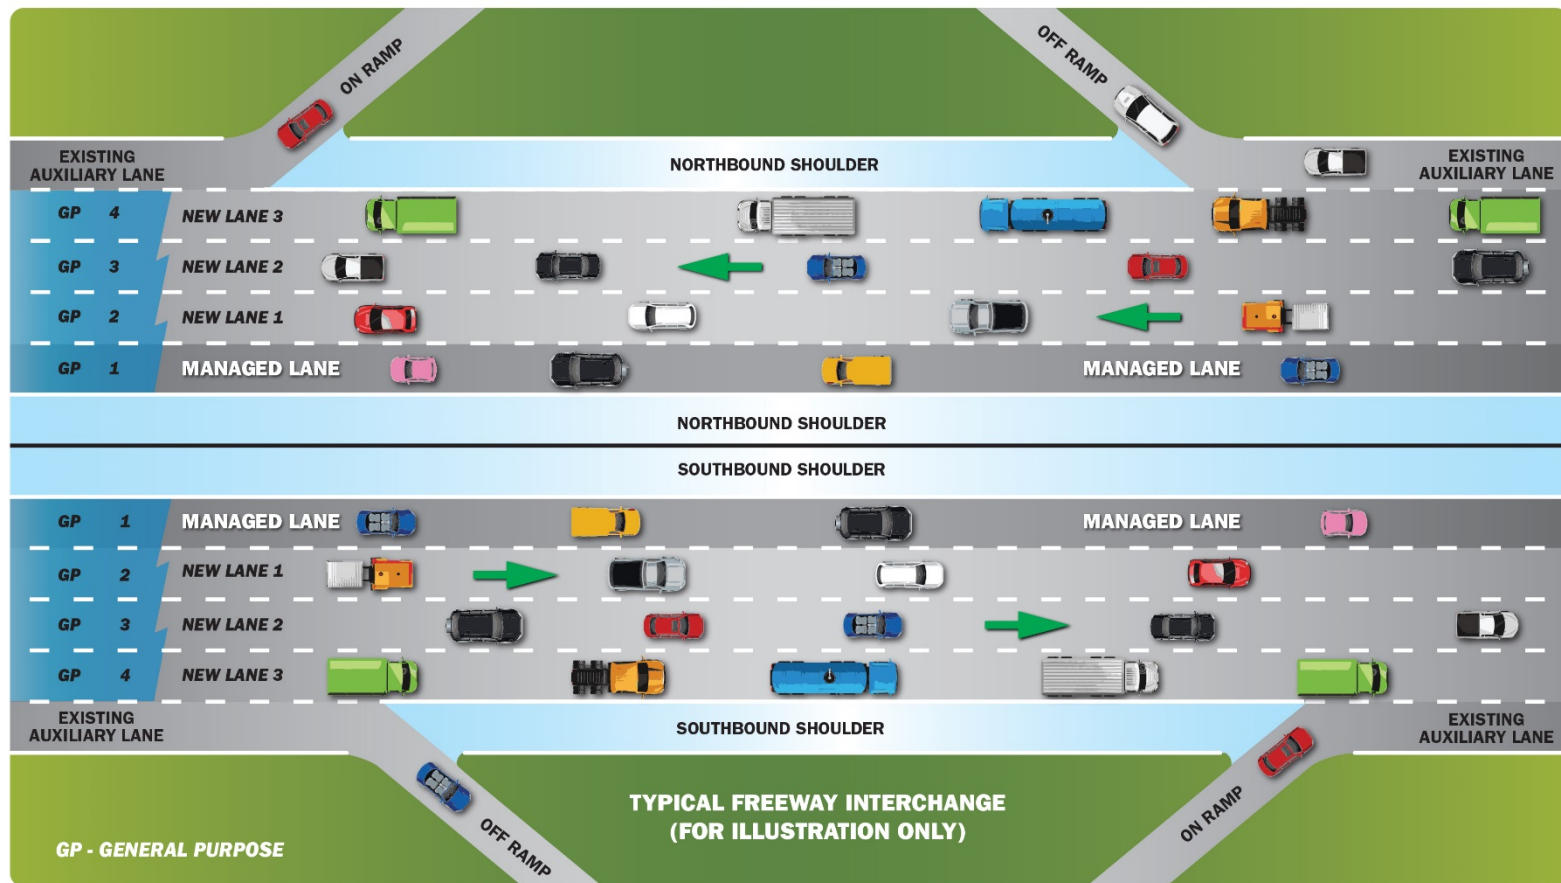 ON RAMP
OFF RAMP
EXISTING
AUXILIARY LANE
NORTHBOUND SHOULDER
EXISTING
AUXILIARY LANE
GP 4 NEW LANE 3
GP 3 NEW LANE 2
GP 2 NEW LANE 1
GP 1 MANAGED LANE MANAGED LANE
NORTHBOUND SHOULDER
SOUTHBOUND SHOULDER
GP 1 MANAGED LANE MANAGED LANE
GP 2 NEW LANE 1
GP 3 NEW LANE 2
GP 4 NEW LANE 3
EXISTING
AUXILIARY LANE
SOUTHBOUND SHOULDER
EXISTING
AUXILIARY LANE
OFF RAMP
TYPICAL FREEWAY INTERCHANGE
(FOR ILLUSTRATION ONLY)
ON RAMP
GP - GENERAL PURPOSE